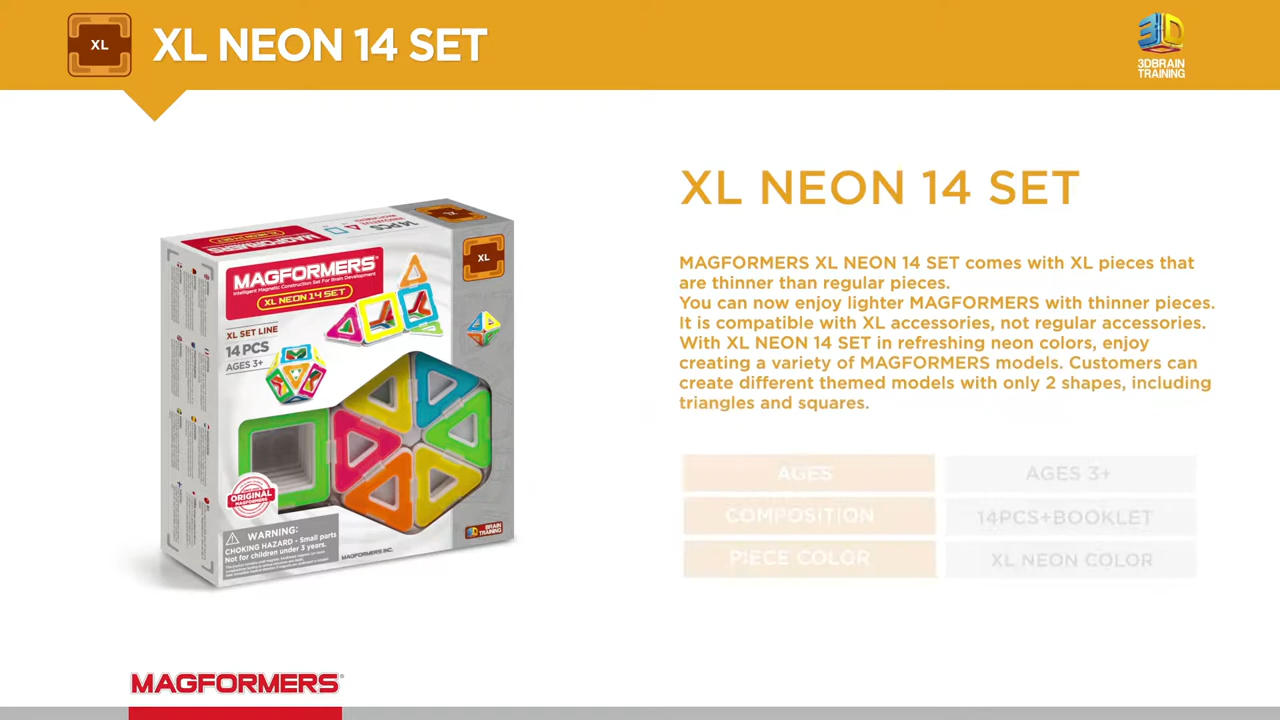 XL
XL NEON 14 SET
3D
3DBRAIN
TRAINING
XL NEON 14 SET
MAGFORMERS XL NEON 14 SET comes with XL pieces that
are thinner than regular pieces.
You can now enjoy lighter MAGFORMERS with thinner pieces.
It is compatible with XL accessories, not regular accessories.
With XL NEON 14 SET in refreshing neon colors, enjoy
creating a variety of MAGFORMERS models. Customers can
create different themed models with only 2 shapes, including
triangles and squares.
AGES
AGES 3+
COMPOSITION
14PCS+BOOKLET
PIECE COLOR
XL NEON COLOR
14 PCS
XL
MAGFORMERS
Intelligent Magnetic Construction Set For Brain Development
XL NEON 14 SET
XL
XL SET LINE
14 PCS
AGES 3+
ORIGINAL
MAGFORMERS
WARNING:
CHOKING HAZARD - Small parts
Not for children under 3 years.
MAGFORMERS INC.
3D BRAIN
TRAINING
MAGFORMERS®